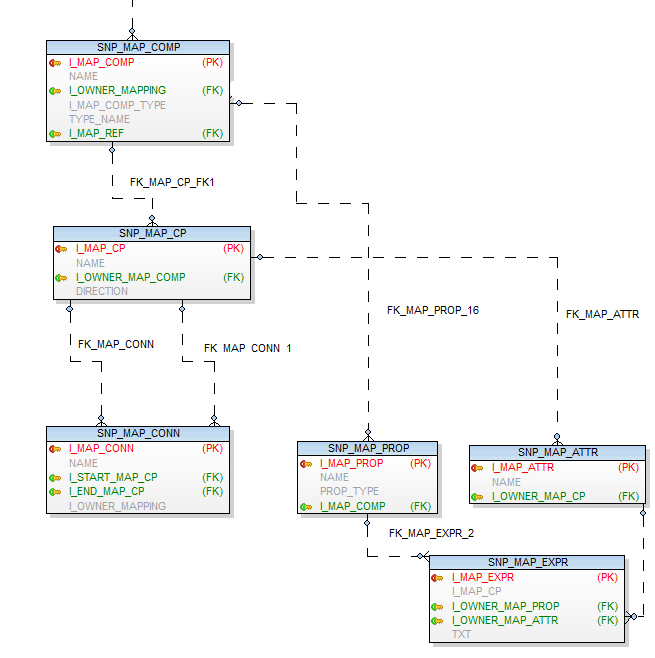 SNP_MAP_COMP
I_MAP_COMP (PK)
NAME
I_OWNER_MAPPING (FK)
I_MAP_COMP_TYPE
TYPE_NAME
I_MAP_REF (FK)
FK_MAP_CP_FK1
SNP_MAP_CP
I_MAP_CP (PK)
NAME
I_OWNER_MAP_COMP (FK)
DIRECTION
FK_MAP_PROP_16
FK_MAP_ATTR
FK_MAP_CONN
FK_MAP_CONN_1
SNP_MAP_CONN
I_MAP_CONN (PK)
NAME
I_START_MAP_CP (FK)
I_END_MAP_CP (FK)
I_OWNER_MAPPING
SNP_MAP_PROP
I_MAP_PROP (PK)
NAME
PROP_TYPE
I_MAP_COMP (FK)
SNP_MAP_ATTR
I_MAP_ATTR (PK)
NAME
I_OWNER_MAP_CP (FK)
FK_MAP_EXPR_2
SNP_MAP_EXPR
I_MAP_EXPR (PK)
I_MAP_CP
I_OWNER_MAP_PROP (FK)
I_OWNER_MAP_ATTR (FK)
TXT